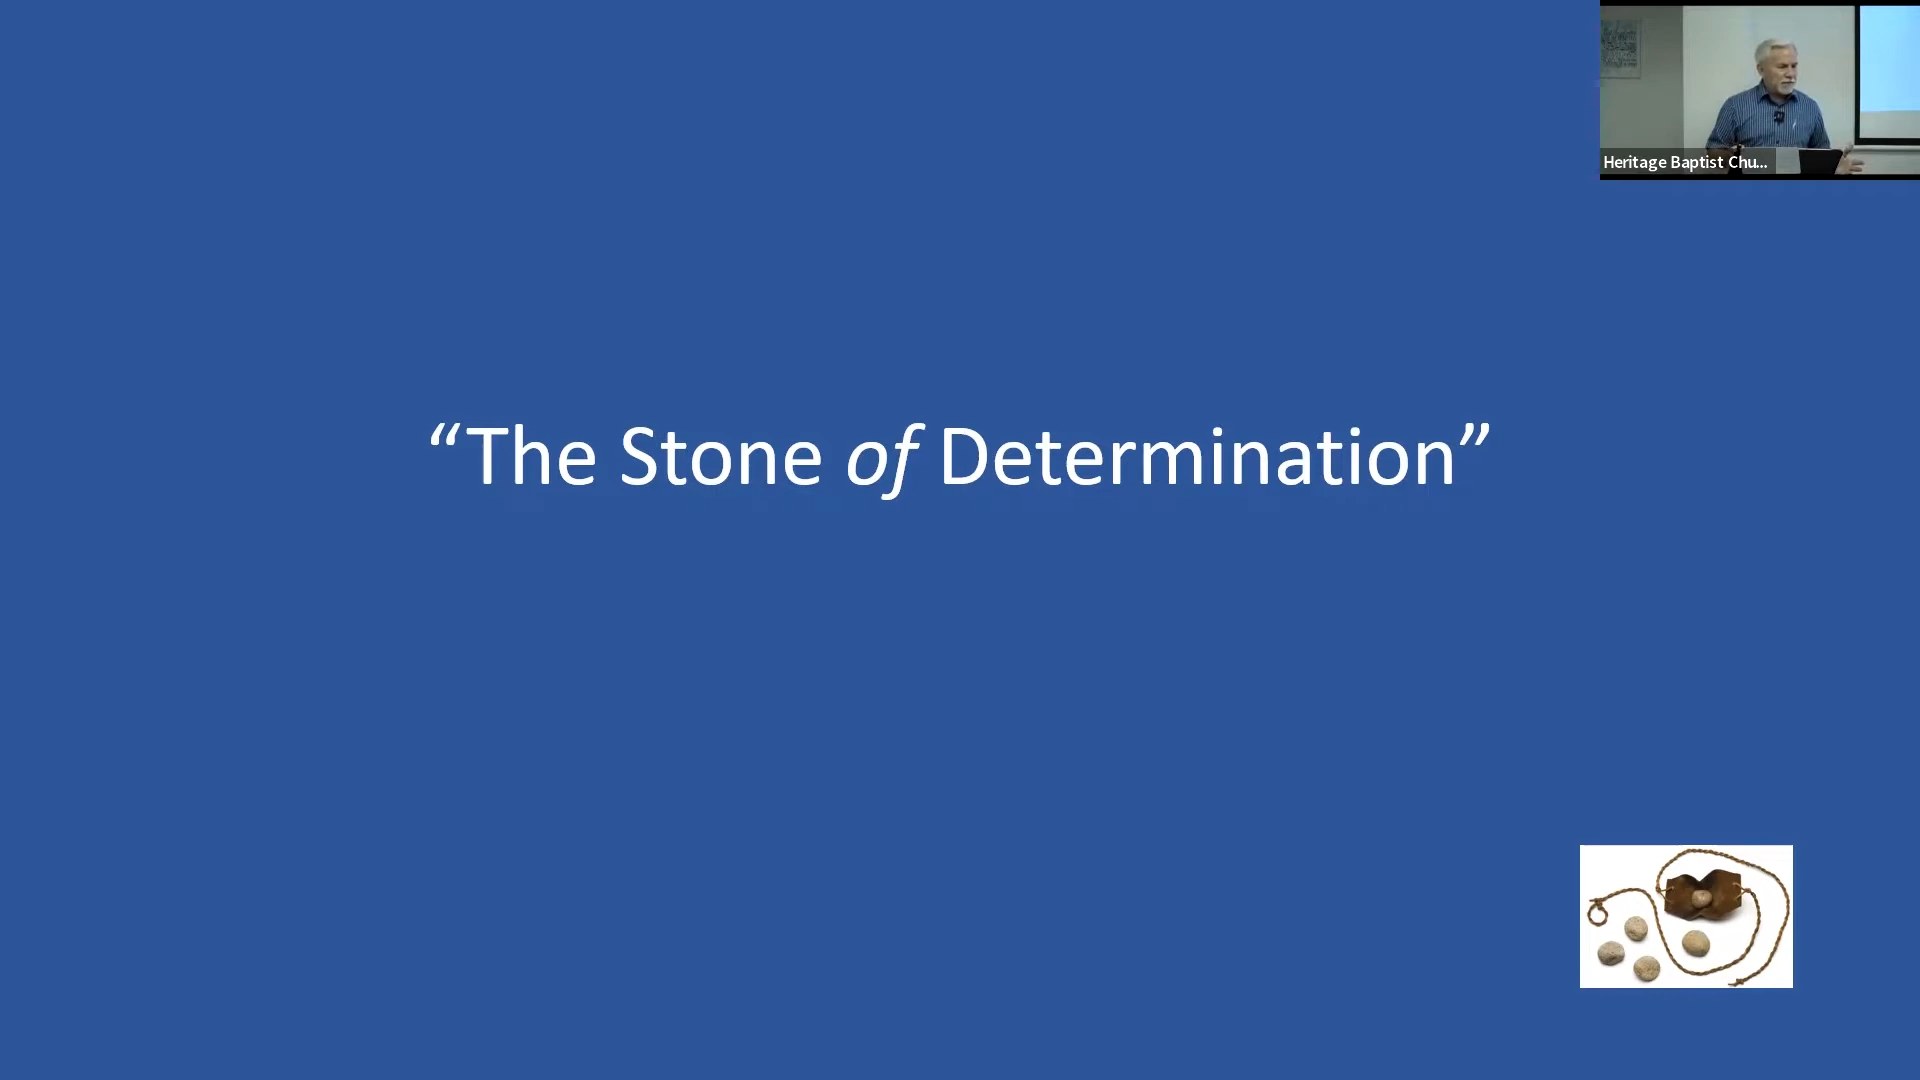 Heritage Baptist Chu...
“The Stone of Determination”